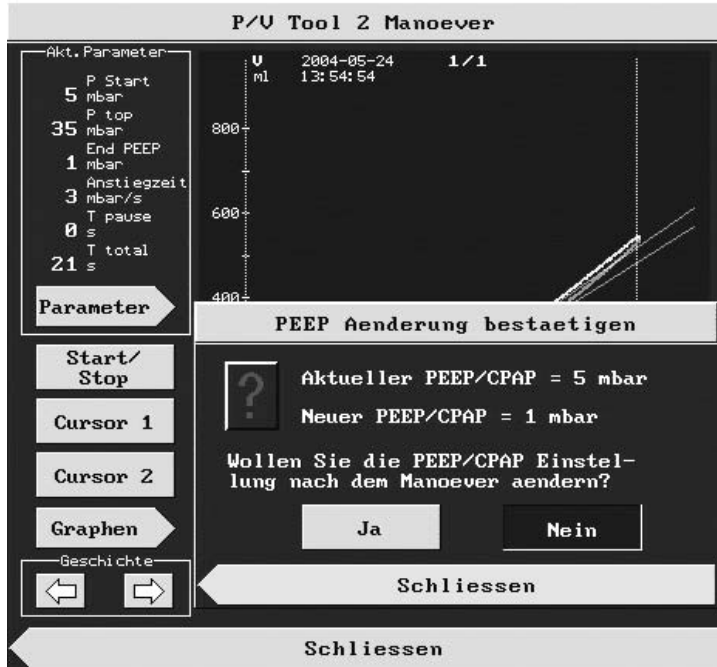 P/V Tool 2 Manoever
Akt.Parameter
P Start
5 mbar
P top
35 mbar
End PEEP
1 mbar
Anstiegzeit
3 mbar/s
T pause
0 s
T total
21 s
Parameter
Start/
Stop
Cursor 1
Cursor 2
Graphen
Geschichte
V 2004-05-24 1/1
ml 13:54:54
800
600
400
PEEP Aenderung bestaetigen
?
Aktueller PEEP/CPAP = 5 mbar
Neuer PEEP/CPAP = 1 mbar
Wollen Sie die PEEP/CPAP Einstel-
lung nach dem Manoever aendern?
Ja Nein
Schliessen
Schliessen